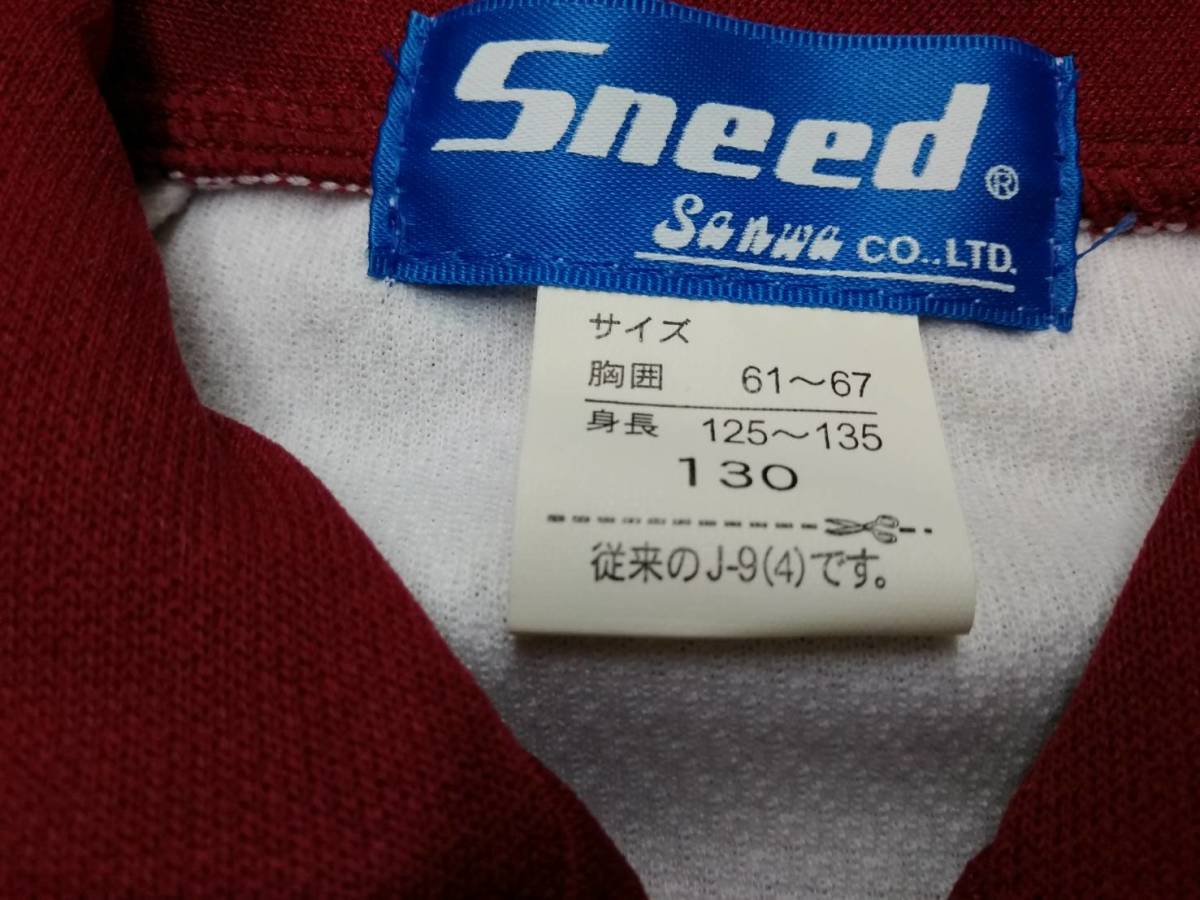 Sneed®
Sanwa CO.,LTD.
サイズ
胸囲 61～67
身長 125～135
130
従来のJ-9(4)です。